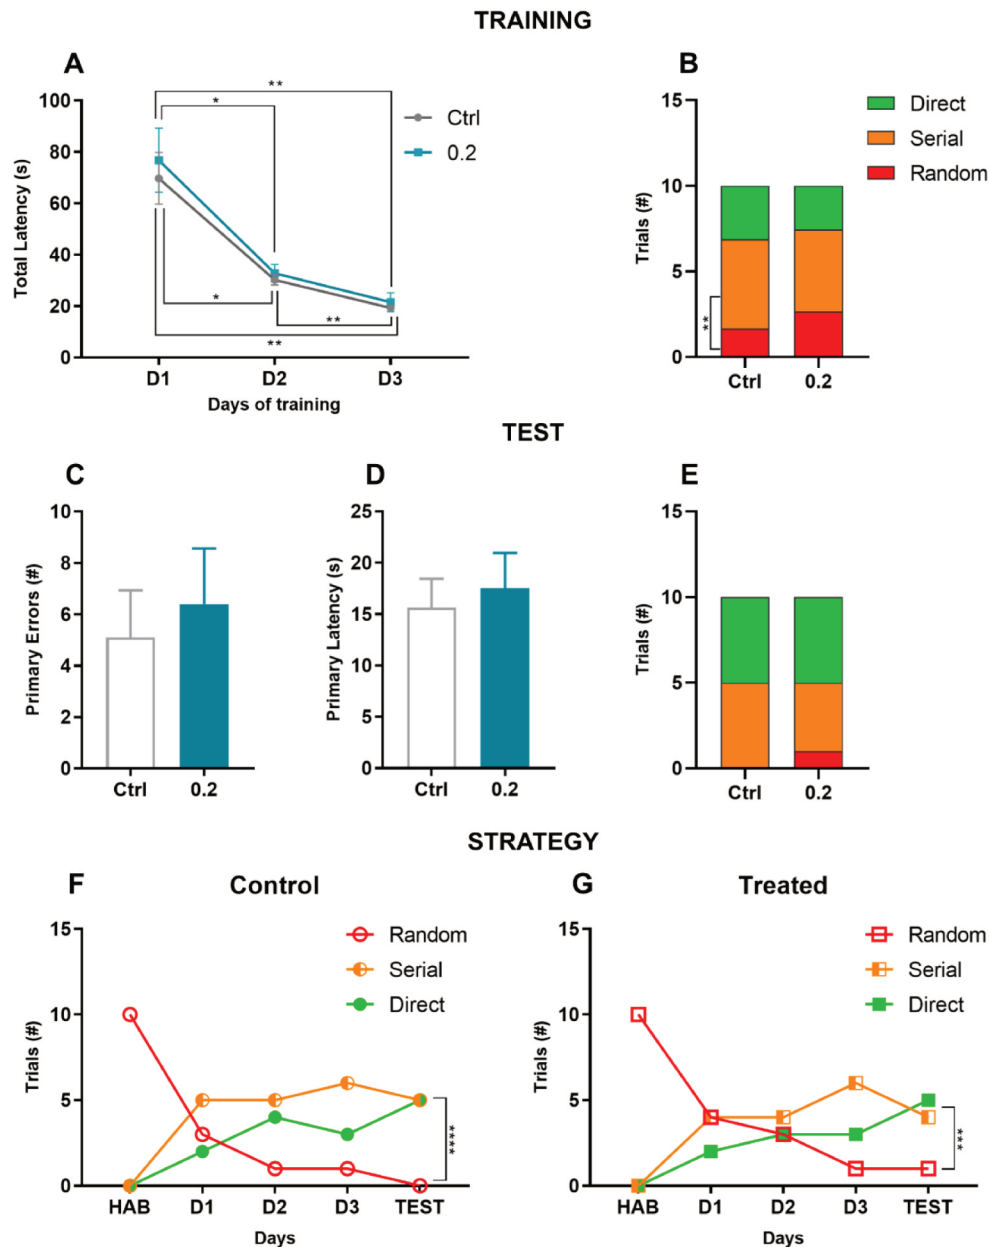 TRAINING
A
**
*
100
80
60
40
20
0
Total Latency (s)
Ctrl
0.2
*
**
**
D1 D2 D3
Days of training
B
15
10
5
0
Trials (#)
Direct
Serial
Random
**
Ctrl 0.2
TEST
C
10
8
6
4
2
0
Primary Errors (#)
Ctrl 0.2
D
25
20
15
10
5
0
Primary Latency (s)
Ctrl 0.2
E
15
10
5
0
Trials (#)
Ctrl 0.2
STRATEGY
F Control
15
10
5
0
Trials (#)
Random
Serial
Direct
****
HAB D1 D2 D3 TEST
Days
G Treated
15
10
5
0
Trials (#)
Random
Serial
Direct
***
HAB D1 D2 D3 TEST
Days